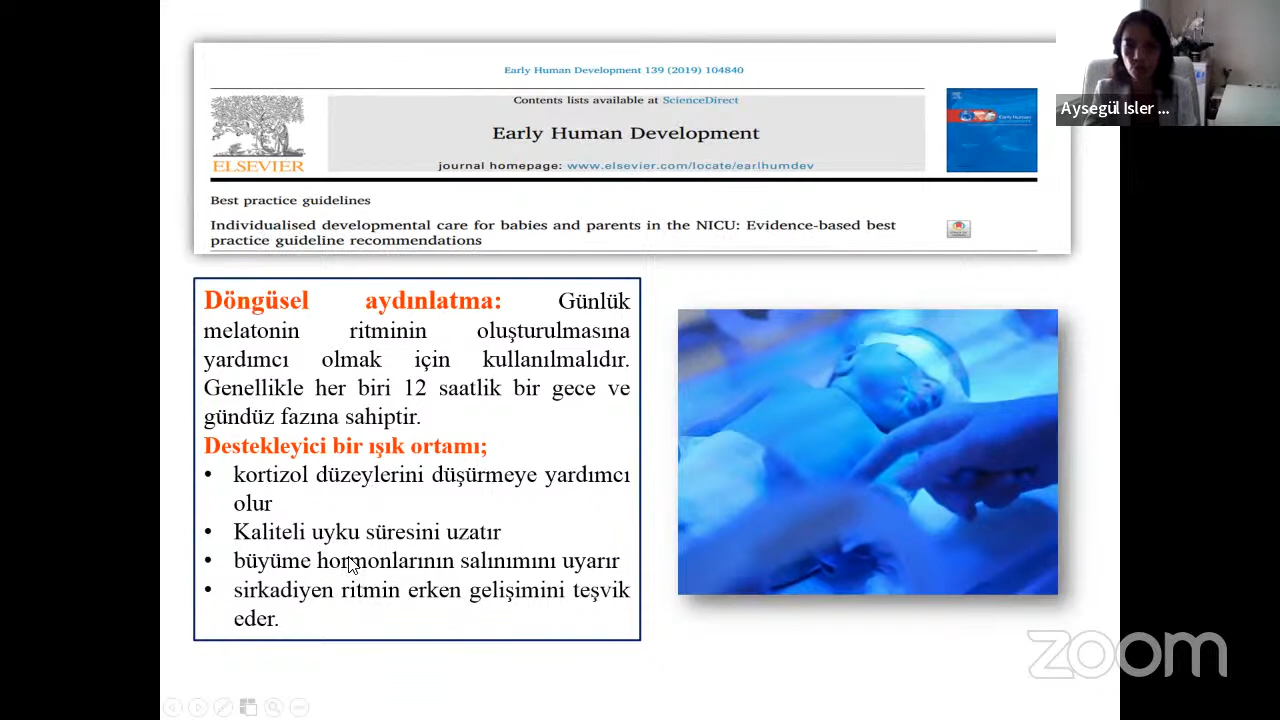 Early Human Development 139 (2019) 104840
Contents lists available at ScienceDirect
Early Human Development
journal homepage: www.elsevier.com/locate/earlhumdev
ELSEVIER
Early Human
Best practice guidelines
Individualised developmental care for babies and parents in the NICU: Evidence-based best
practice guideline recommendations
Aysegül Isler ...
Döngüsel aydınlatma: Günlük
melatonin ritminin oluşturulmasına
yardımcı olmak için kullanılmalıdır.
Genellikle her biri 12 saatlik bir gece ve
gündüz fazına sahiptir.
Destekleyici bir ışık ortamı;
• kortizol düzeylerini düşürmeye yardımcı
olur
• Kaliteli uyku süresini uzatır
• büyüme hormonlarının salınımını uyarır
• sirkadiyen ritmin erken gelişimini teşvik
eder.
zoom